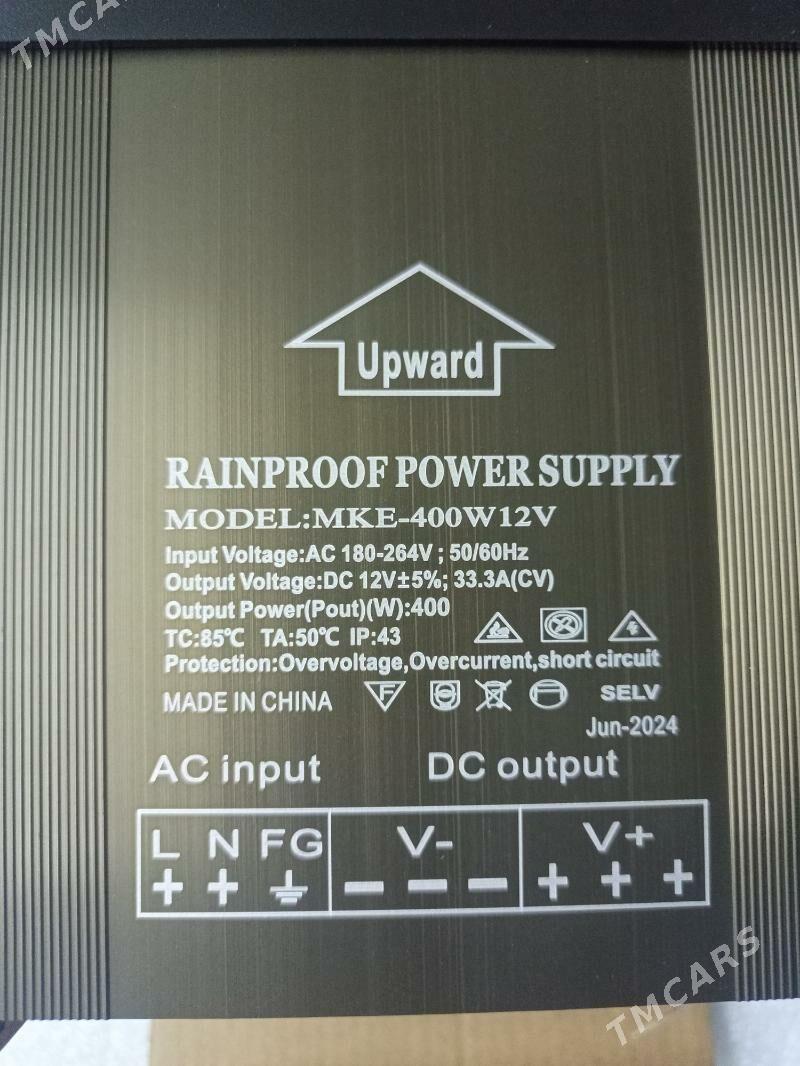 TMCARS
Upward
RAINPROOF POWER SUPPLY
MODEL:MKE-400W12V
Input Voltage:AC 180-264V ; 50/60Hz
Output Voltage:DC 12V±5%; 33.3A(CV)
Output Power(Pout)(W):400
TC:85℃ TA:50℃ IP:43
Protection:Overvoltage,Overcurrent,short circuit
MADE IN CHINA F SELV
Jun-2024
AC input DC output
L N FG V- V+
+ + - - - + + +
TMCARS